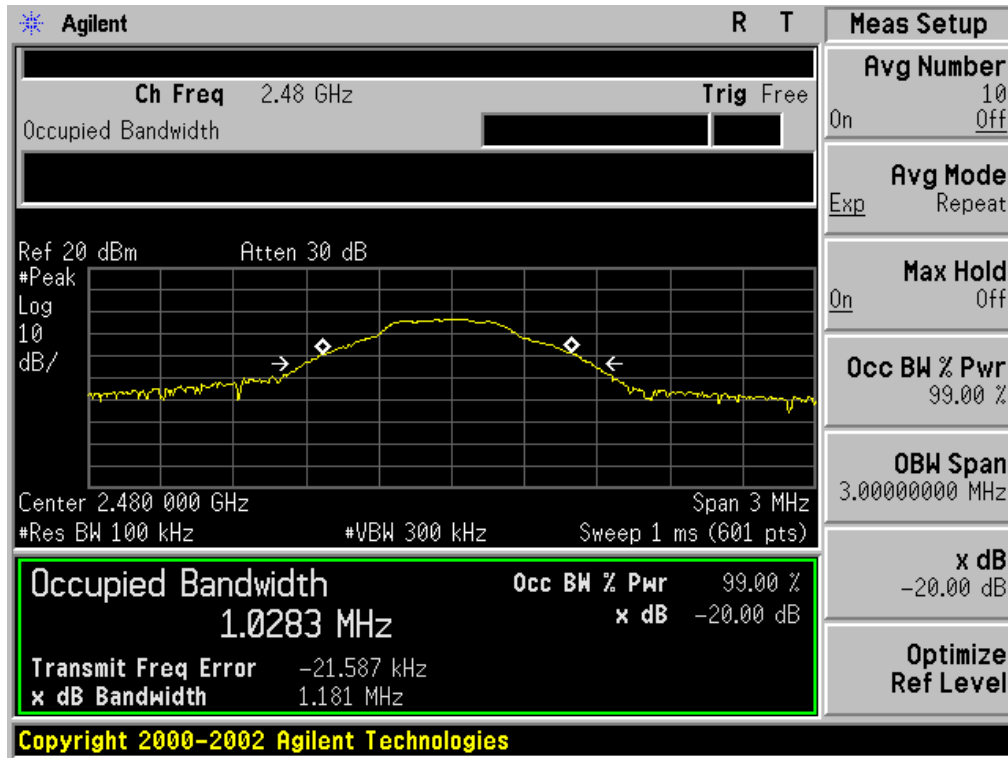 Agilent R T
Ch Freq 2.48 GHz Trig Free
Occupied Bandwidth
Ref 20 dBm Atten 30 dB
#Peak
Log
10
dB/
Center 2.480 000 GHz Span 3 MHz
#Res BW 100 kHz #VBW 300 kHz Sweep 1 ms (601 pts)
Occupied Bandwidth Occ BW % Pwr 99.00 %
1.0283 MHz x dB -20.00 dB
Transmit Freq Error -21.587 kHz
x dB Bandwidth 1.181 MHz
Copyright 2000-2002 Agilent Technologies
Meas Setup
Avg Number
10
On Off
Avg Mode
Exp Repeat
Max Hold
On Off
Occ BW % Pwr
99.00 %
OBW Span
3.00000000 MHz
x dB
-20.00 dB
Optimize
Ref Level